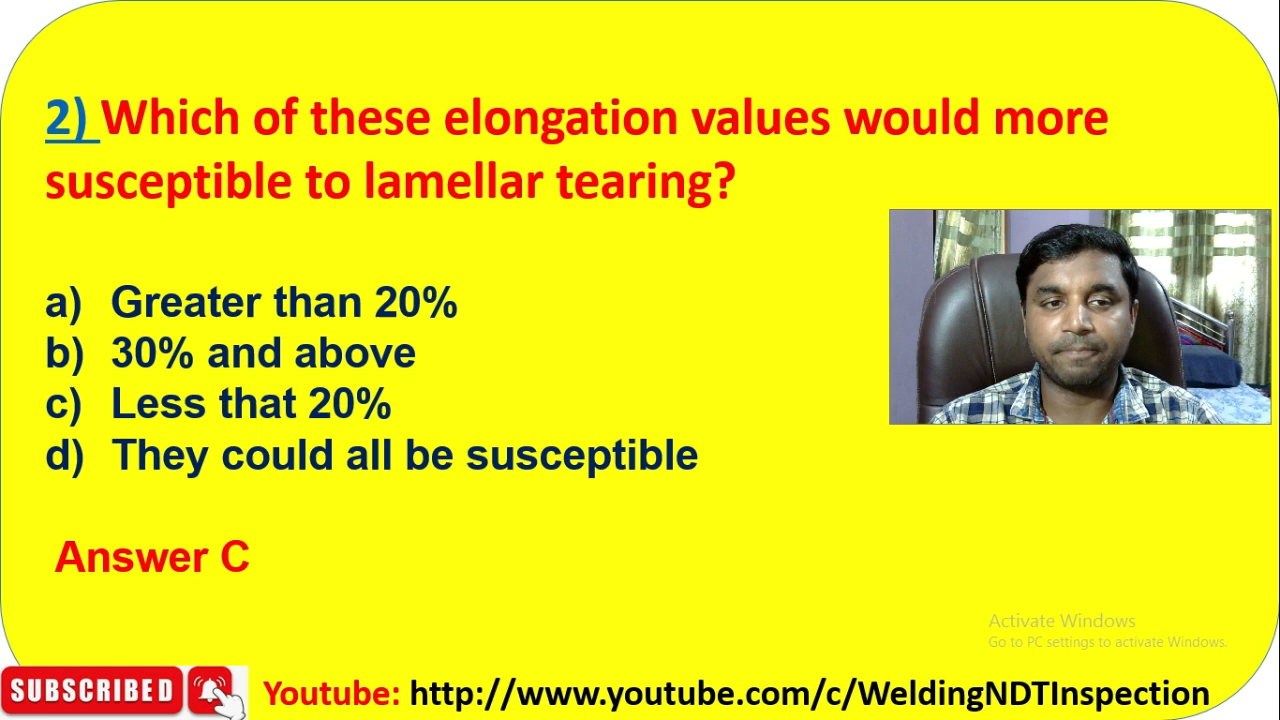 2) Which of these elongation values would more
susceptible to lamellar tearing?
a) Greater than 20%
b) 30% and above
c) Less that 20%
d) They could all be susceptible
Answer C
Activate Windows
Go to PC settings to activate Windows.
SUBSCRIBED
Youtube: http://www.youtube.com/c/WeldingNDTInspection